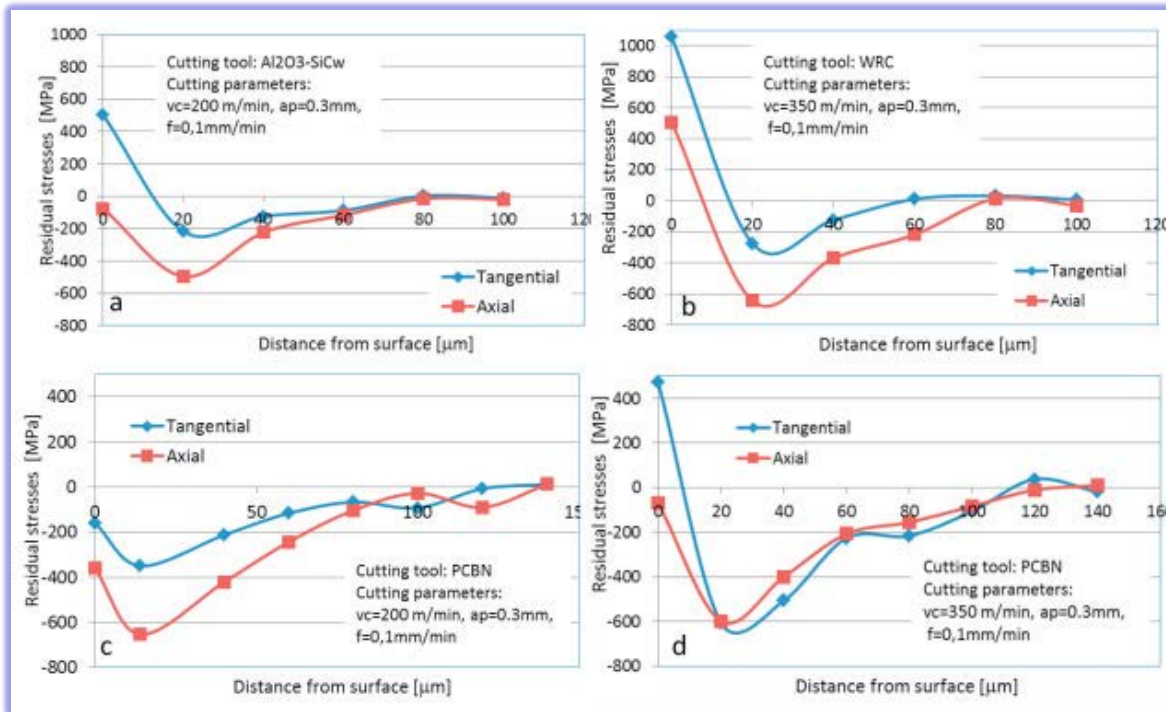 1000
800
600
400
200
0
-200
-400
-600
-800
0
20
40
60
80
100
120
Residual stresses [MPa]
Cutting tool: Al2O3-SiCw
Cutting parameters:
vc=200 m/min, ap=0.3mm,
f=0,1mm/min
Tangential
Axial
a
Distance from surface [μm]
1000
800
600
400
200
0
-200
-400
-600
-800
0
20
40
60
80
100
120
Residual stresses [MPa]
Cutting tool: WRC
Cutting parameters:
vc=350 m/min, ap=0.3mm,
f=0,1mm/min
Tangential
Axial
b
Distance from surface [μm]
400
200
0
-200
-400
-600
-800
0
50
100
15
Residual stresses [MPa]
Tangential
Axial
Cutting tool: PCBN
Cutting parameters:
vc=200 m/min, ap=0.3mm,
f=0,1mm/min
c
Distance from surface [μm]
400
200
0
-200
-400
-600
-800
0
20
40
60
80
100
120
140
160
Residual stresses [MPa]
Tangential
Axial
Cutting tool: PCBN
Cutting parameters:
vc=350 m/min, ap=0.3mm,
f=0,1mm/min
d
Distance from surface [μm]